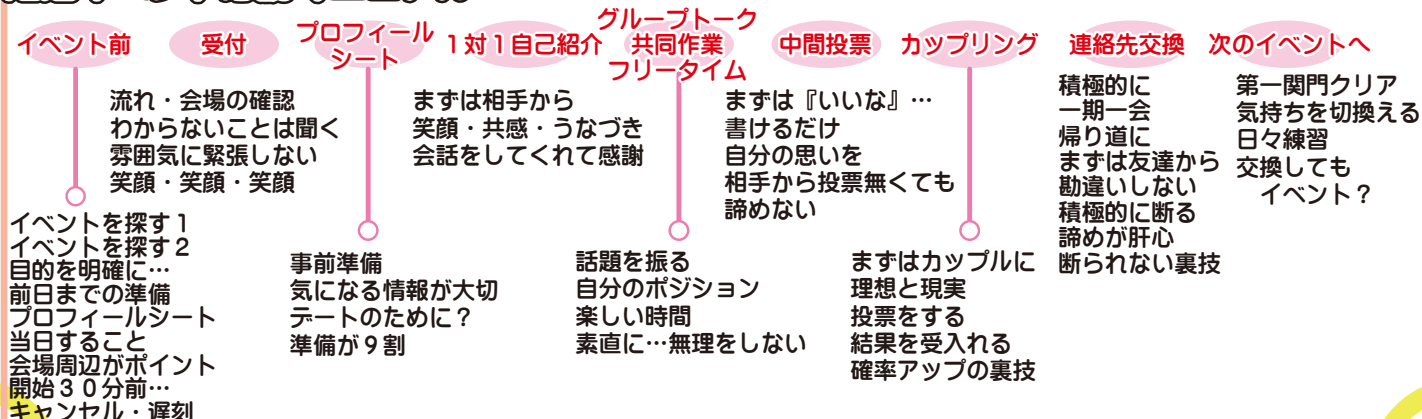 イベント前
流れ・会場の確認
わからないことは聞く
雰囲気に緊張しない
笑顔・笑顔・笑顔
イベントを探す1
イベントを探す2
目的を明確に…
前日までの準備
プロフィールシート
当日すること
会場周辺がポイント
開始30分前…
キャンセル・遅刻
受付
プロフィール
シート
事前準備
気になる情報が大切
デートのために？
準備が9割
1対1自己紹介
まずは相手から
笑顔・共感・うなづき
会話をしてくれて感謝
グループトーク
共同作業
フリータイム
話題を振る
自分のポジション
楽しい時間
素直に…無理をしない
中間投票
まずは『いいな』…
書けるだけ
自分の思いを
相手から投票無くても
諦めない
カップリング
まずはカップルに
理想と現実
投票をする
結果を受入れる
確率アップの裏技
連絡先交換
積極的に
一期一会
帰り道に
まずは友達から
勘違いしない
積極的に断る
諦めが肝心
断られない裏技
次のイベントへ
第一関門クリア
気持ちを切換える
日々練習
交換しても
イベント？